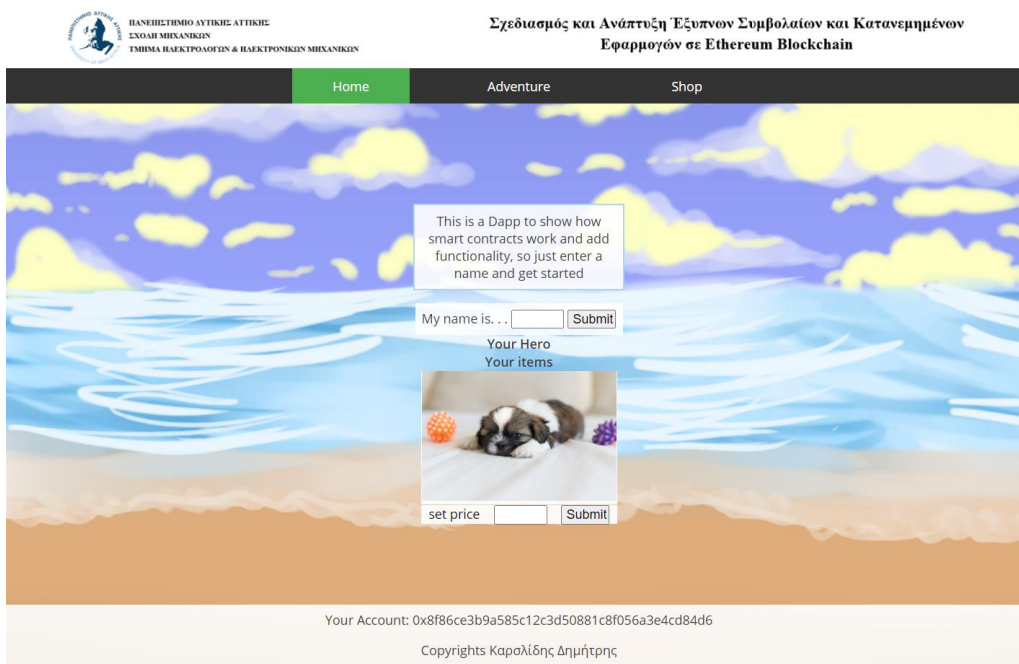 ΠΑΝΕΠΙΣΤΗΜΙΟ ΔΥΤΙΚΗΣ ΑΤΤΙΚΗΣ
ΣΧΟΛΗ ΜΗΧΑΝΙΚΩΝ
ΤΜΗΜΑ ΗΛΕΚΤΡΟΛΟΓΩΝ & ΗΛΕΚΤΡΟΝΙΚΩΝ ΜΗΧΑΝΙΚΩΝ
Σχεδιασμός και Ανάπτυξη Έξυπνων Συμβολαίων και Κατανεμημένων
Εφαρμογών σε Ethereum Blockchain
Home Adventure Shop
This is a Dapp to show how
smart contracts work and add
functionality, so just enter a
name and get started
My name is. . . Submit
Your Hero
Your items
set price Submit
Your Account: 0x8f86ce3b9a585c12c3d50881c8f056a3e4cd84d6
Copyrights Καρσλίδης Δημήτρης